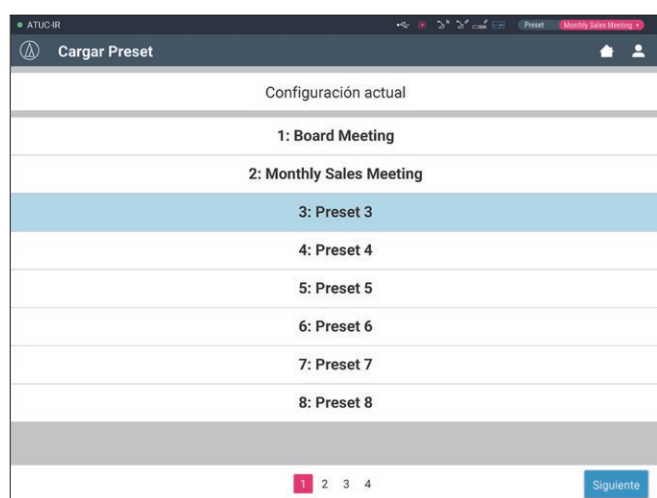 ATUC-IR Preset Monthly Sales Meeting
Cargar Preset
Configuración actual
1: Board Meeting
2: Monthly Sales Meeting
3: Preset 3
4: Preset 4
5: Preset 5
6: Preset 6
7: Preset 7
8: Preset 8
1 2 3 4 Siguiente